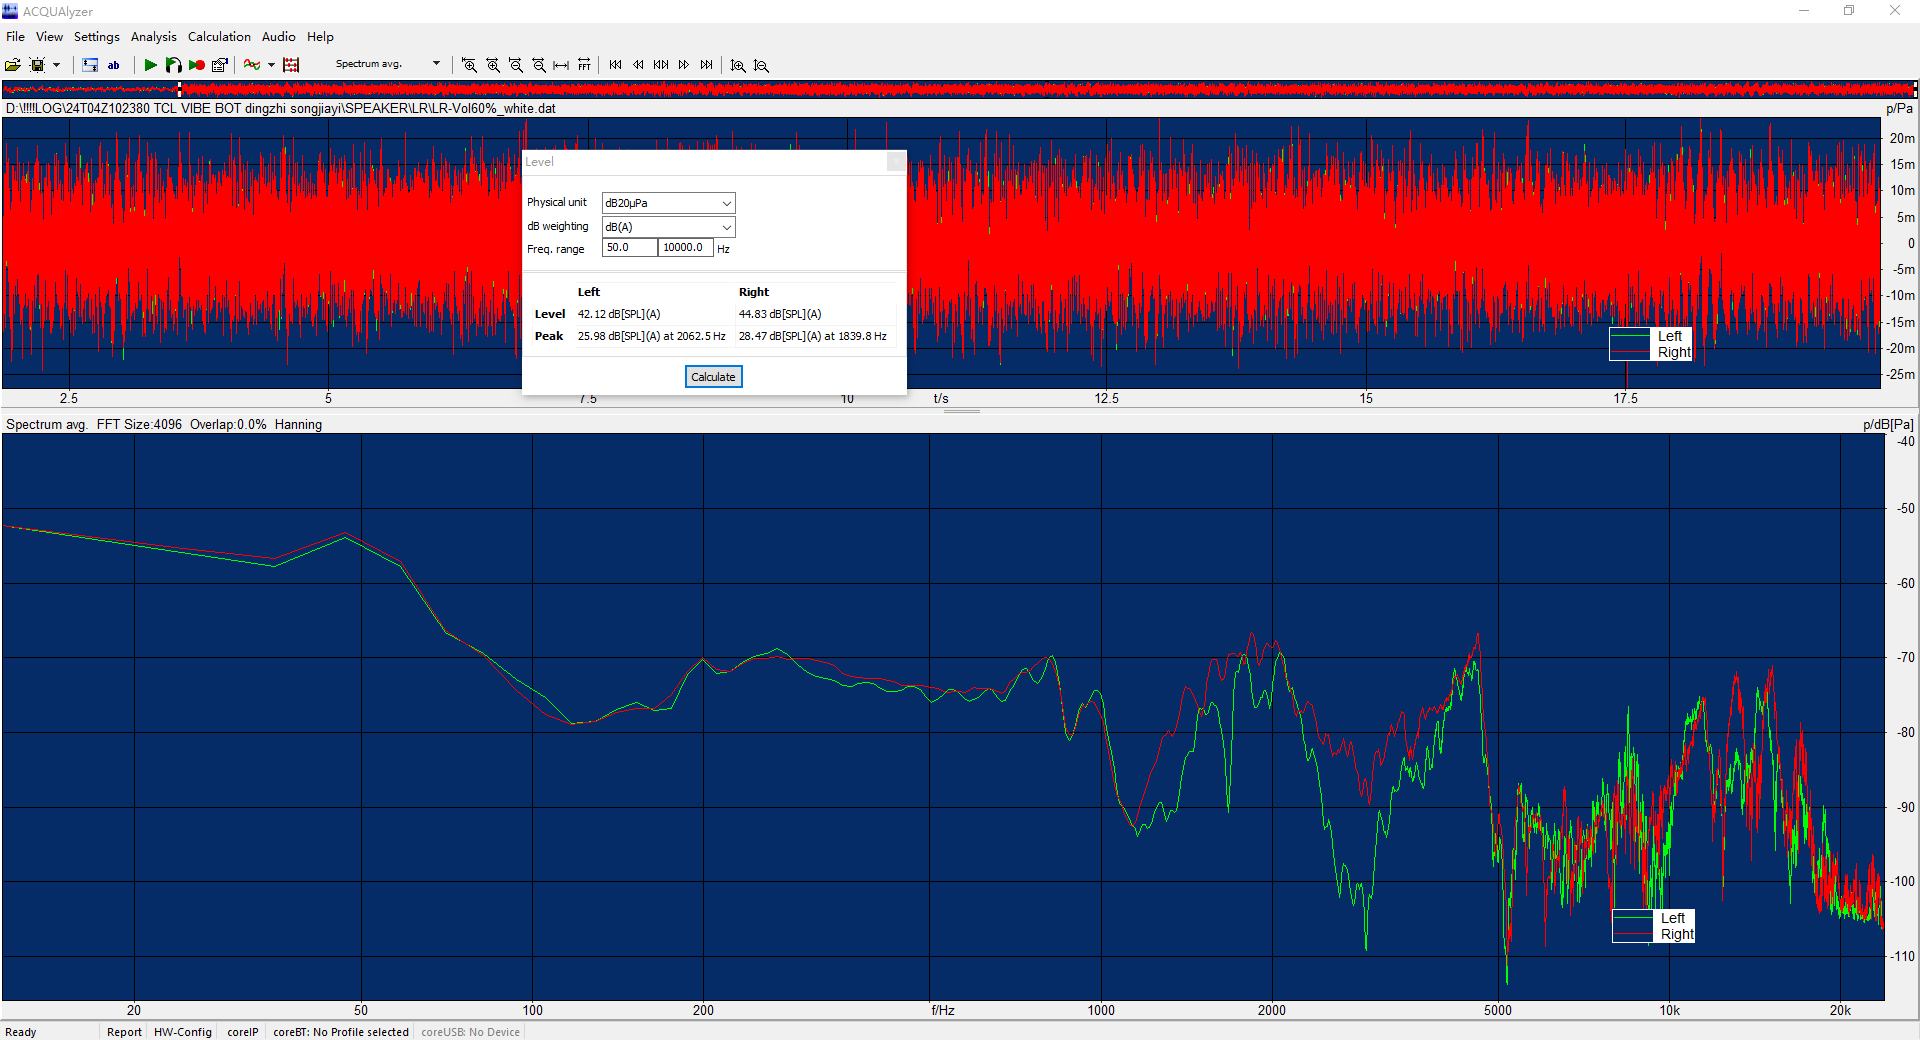 ACQUAlyzer
File View Settings Analysis Calculation Audio Help
ab Spectrum avg. FFT
D:\!!!!LOG\24T04Z102380 TCL VIBE BOT dingzhi songjiayi\SPEAKER\LR\LR-Vol60%_white.dat p/Pa
20m
15m
10m
5m
0
-5m
-10m
-15m
-20m
-25m
Left
Right
Level
Physical unit dB20µPa
dB weighting dB(A)
Freq. range 50.0 10000.0 Hz
Left Right
Level 42.12 dB[SPL](A) 44.83 dB[SPL](A)
Peak 25.98 dB[SPL](A) at 2062.5 Hz 28.47 dB[SPL](A) at 1839.8 Hz
Calculate
2.5 5 7.5 10 t/s 12.5 15 17.5
Spectrum avg. FFT Size:4096 Overlap:0.0% Hanning p/dB[Pa]
-40
-50
-60
-70
-80
-90
-100
-110
Left
Right
20 50 100 200 f/Hz 1000 2000 5000 10k 20k
Ready Report HW-Config coreIP coreBT: No Profile selected coreUSB: No Device